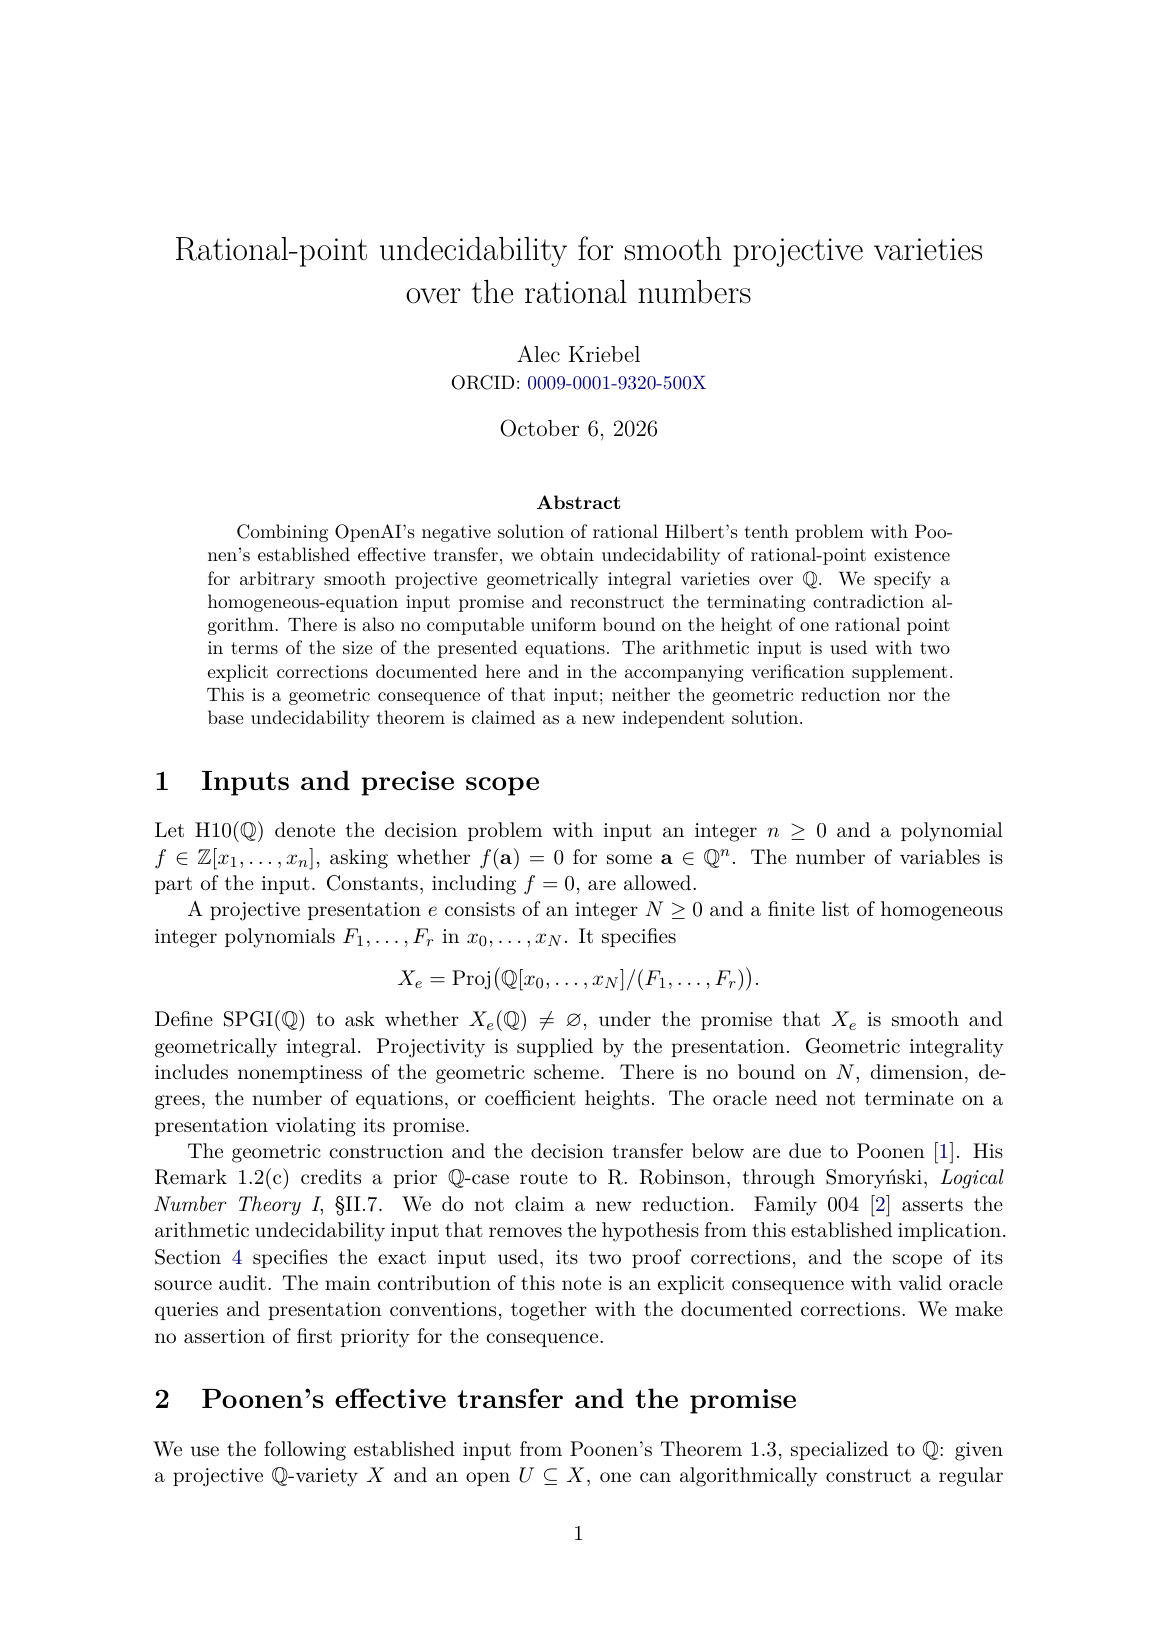 Rational-point undecidability for smooth projective varieties
over the rational numbers
Alec Kriebel
ORCID: 0009-0001-9320-500X
October 6, 2026
Abstract
Combining OpenAI's negative solution of rational Hilbert's tenth problem with Poo-
nen's established effective transfer, we obtain undecidability of rational-point existence
for arbitrary smooth projective geometrically integral varieties over ℚ. We specify a
homogeneous-equation input promise and reconstruct the terminating contradiction al-
gorithm. There is also no computable uniform bound on the height of one rational point
in terms of the size of the presented equations. The arithmetic input is used with two
explicit corrections documented here and in the accompanying verification supplement.
This is a geometric consequence of that input; neither the geometric reduction nor the
base undecidability theorem is claimed as a new independent solution.
1 Inputs and precise scope
Let H10(ℚ) denote the decision problem with input an integer n ≥ 0 and a polynomial
f ∈ ℤ[x₁, . . . , xₙ], asking whether f(𝐚) = 0 for some 𝐚 ∈ ℚⁿ. The number of variables is
part of the input. Constants, including f = 0, are allowed.
A projective presentation e consists of an integer N ≥ 0 and a finite list of homogeneous
integer polynomials F₁, . . . , Fᵣ in x₀, . . . , x_N. It specifies
X_e = Proj(ℚ[x₀, . . . , x_N]/(F₁, . . . , Fᵣ)).
Define SPGI(ℚ) to ask whether X_e(ℚ) ≠ ∅, under the promise that X_e is smooth and
geometrically integral. Projectivity is supplied by the presentation. Geometric integrality
includes nonemptiness of the geometric scheme. There is no bound on N, dimension, de-
grees, the number of equations, or coefficient heights. The oracle need not terminate on a
presentation violating its promise.
The geometric construction and the decision transfer below are due to Poonen [1]. His
Remark 1.2(c) credits a prior ℚ-case route to R. Robinson, through Smoryński, Logical
Number Theory I, §II.7. We do not claim a new reduction. Family 004 [2] asserts the
arithmetic undecidability input that removes the hypothesis from this established implication.
Section 4 specifies the exact input used, its two proof corrections, and the scope of its
source audit. The main contribution of this note is an explicit consequence with valid oracle
queries and presentation conventions, together with the documented corrections. We make
no assertion of first priority for the consequence.
2 Poonen's effective transfer and the promise
We use the following established input from Poonen's Theorem 1.3, specialized to ℚ: given
a projective ℚ-variety X and an open U ⊆ X, one can algorithmically construct a regular
1